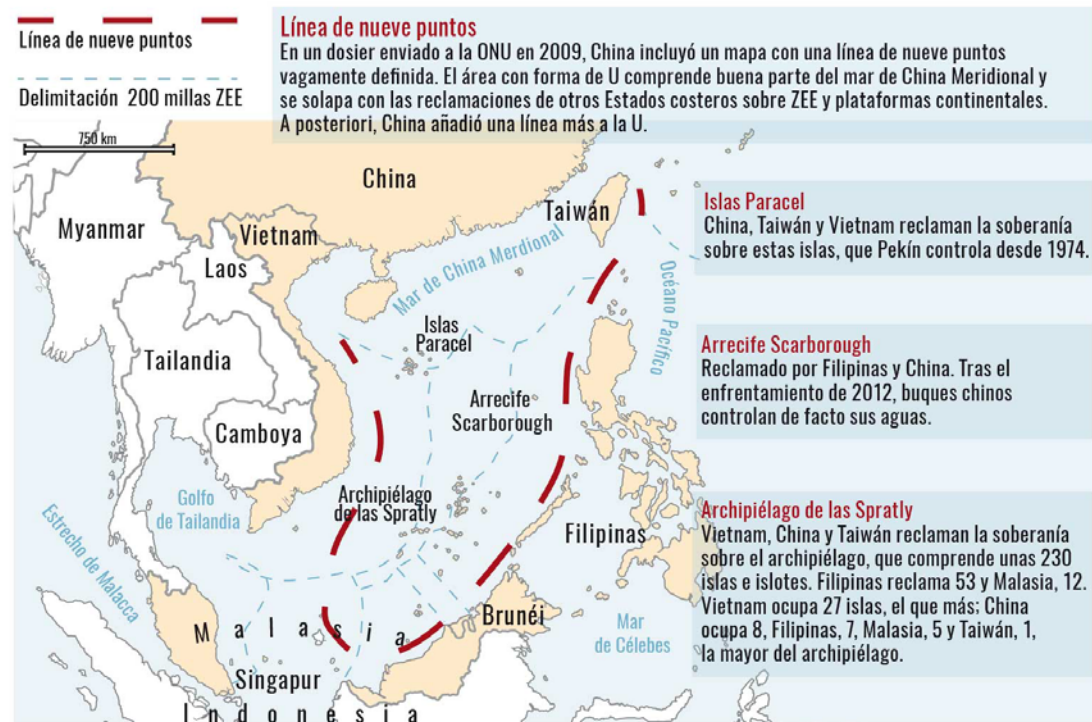 Línea de nueve puntos
Delimitación 200 millas ZEE
Línea de nueve puntos
En un dosier enviado a la ONU en 2009, China incluyó un mapa con una línea de nueve puntos
vagamente definida. El área con forma de U comprende buena parte del mar de China Meridional y
se solapa con las reclamaciones de otros Estados costeros sobre ZEE y plataformas continentales.
A posteriori, China añadió una línea más a la U.
750 km
China
Taiwán
Myanmar
Vietnam
Laos
Mar de China Merdional
Océano Pacífico
Islas
Paracel
Tailandia
Arrecife
Scarborough
Camboya
Golfo
de Tailandia
Archipiélago
de las Spratly
Estrecho de Malacca
Filipinas
Brunéi
Mar
de Célebes
Malasia
Singapur
Indonesia
Islas Paracel
China, Taiwán y Vietnam reclaman la soberanía
sobre estas islas, que Pekín controla desde 1974.
Arrecife Scarborough
Reclamado por Filipinas y China. Tras el
enfrentamiento de 2012, buques chinos
controlan de facto sus aguas.
Archipiélago de las Spratly
Vietnam, China y Taiwán reclaman la soberanía
sobre el archipiélago, que comprende unas 230
islas e islotes. Filipinas reclama 53 y Malasia, 12.
Vietnam ocupa 27 islas, el que más; China
ocupa 8, Filipinas, 7, Malasia, 5 y Taiwán, 1,
la mayor del archipiélago.